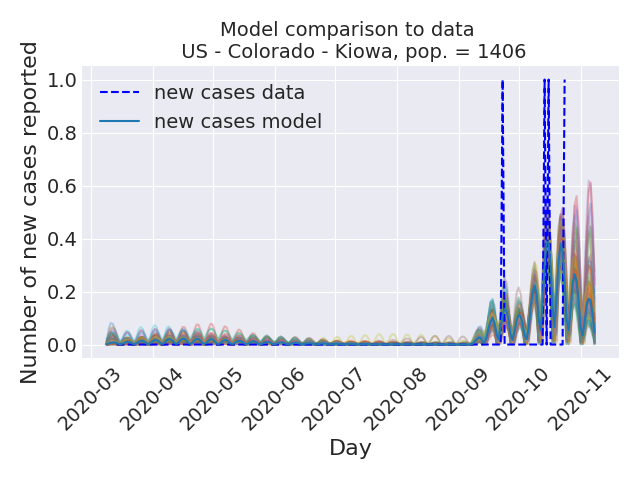 Model comparison to data
US - Colorado - Kiowa, pop. = 1406
Number of new cases reported
1.0
0.8
0.6
0.4
0.2
0.0
new cases data
new cases model
2020-03
2020-04
2020-05
2020-06
2020-07
2020-08
2020-09
2020-10
2020-11
Day